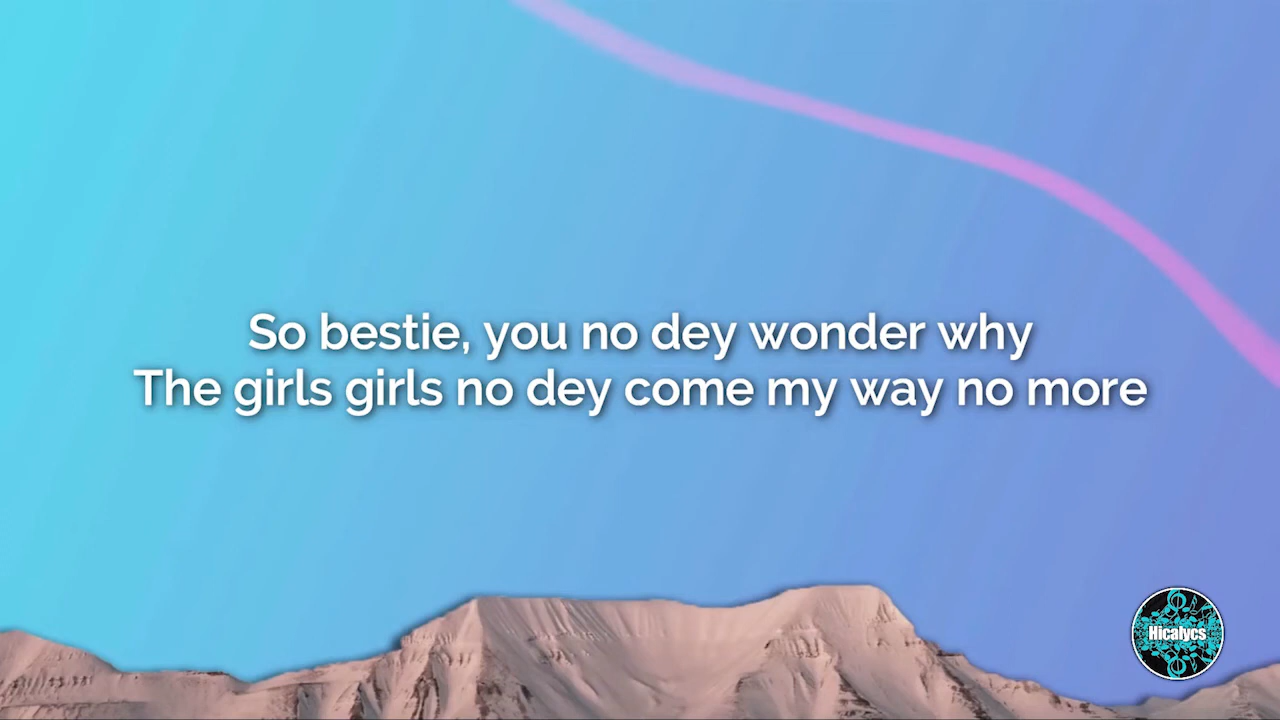 So bestie, you no dey wonder why
The girls girls no dey come my way no more
Hicalycs